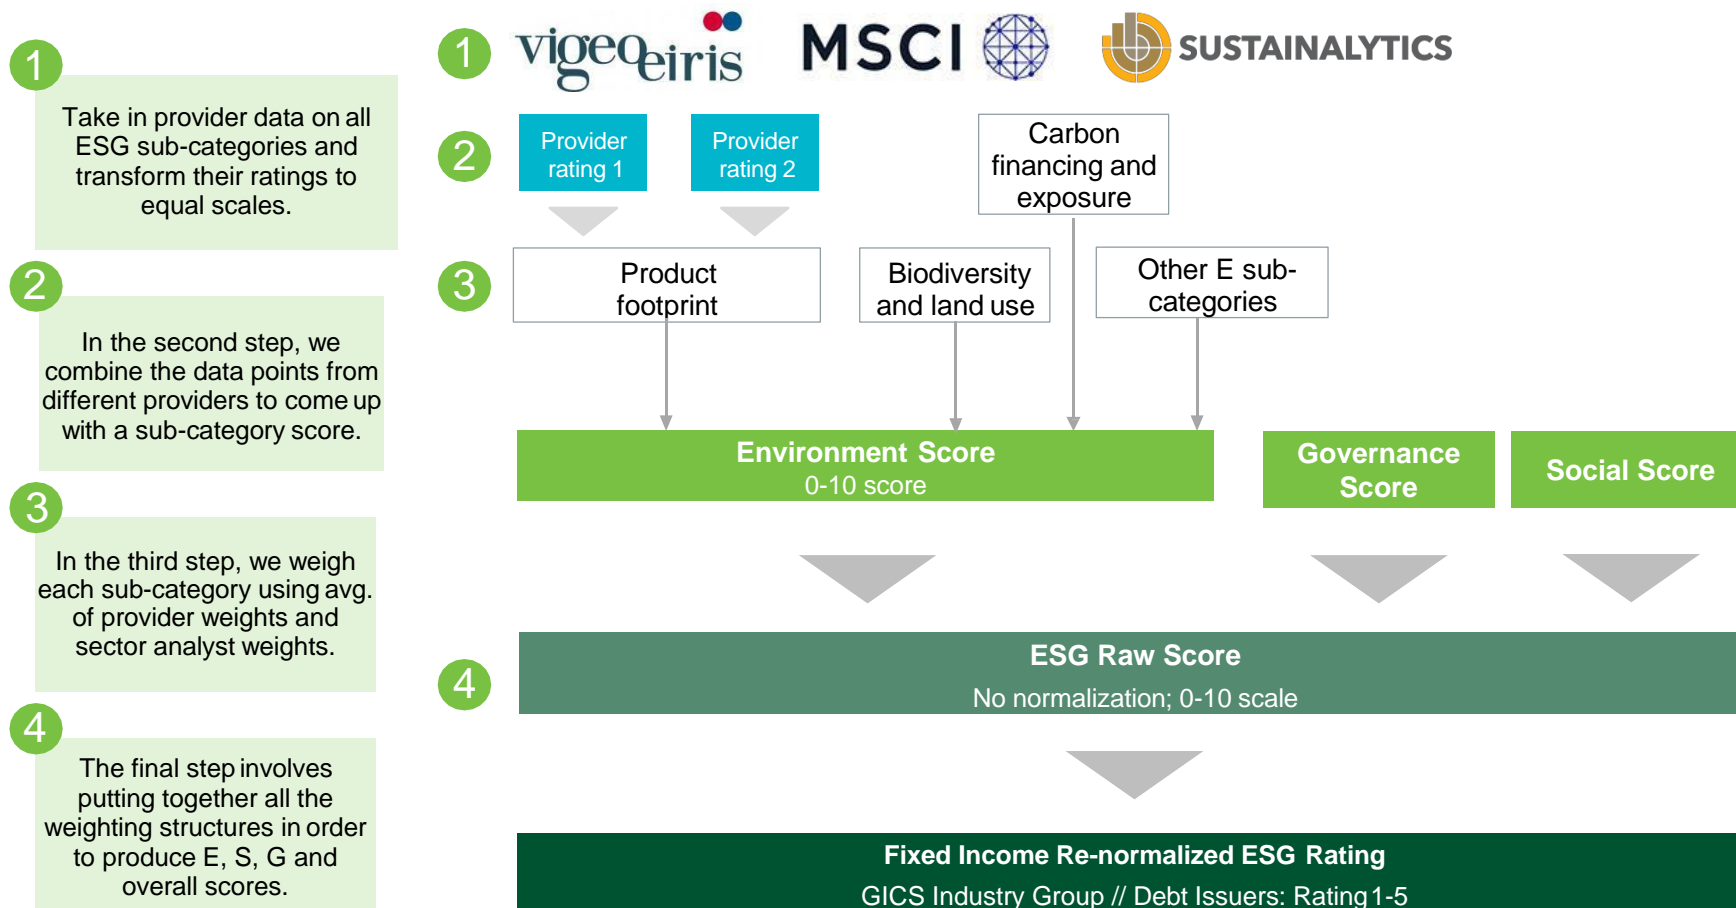 1
Take in provider data on all
ESG sub-categories and
transform their ratings to
equal scales.
2
In the second step, we
combine the data points from
different providers to come up
with a sub-category score.
3
In the third step, we weigh
each sub-category using avg.
of provider weights and
sector analyst weights.
4
The final step involves
putting together all the
weighting structures in order
to produce E, S, G and
overall scores.
1
vigeoeiris
MSCI
SUSTAINALYTICS
2
Provider
rating 1
Provider
rating 2
Carbon
financing and
exposure
3
Product
footprint
Biodiversity
and land use
Other E sub-
categories
Environment Score
0-10 score
Governance
Score
Social Score
4
ESG Raw Score
No normalization; 0-10 scale
Fixed Income Re-normalized ESG Rating
GICS Industry Group // Debt Issuers: Rating 1-5